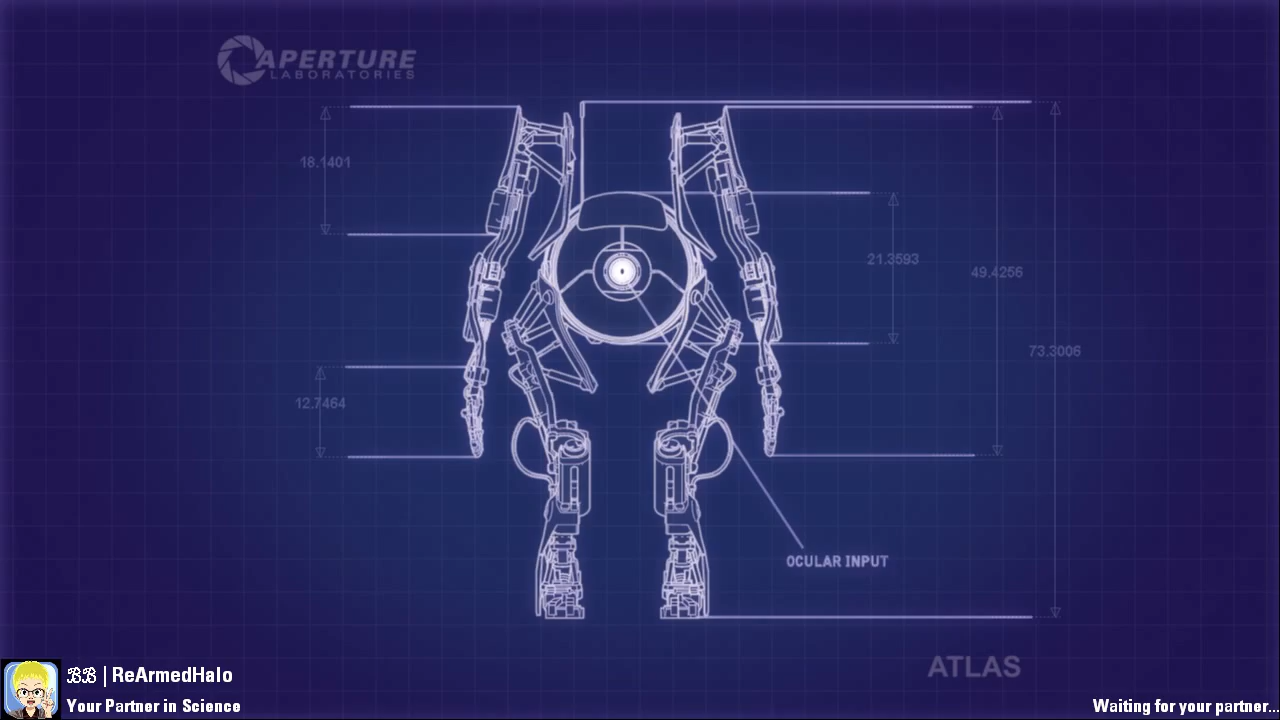 APERTURE
LABORATORIES
18.1401
21.3593
49.4256
73.3006
12.7464
OCULAR INPUT
ATLAS
ℬℬ | ReArmedHalo
Your Partner in Science
Waiting for your partner...